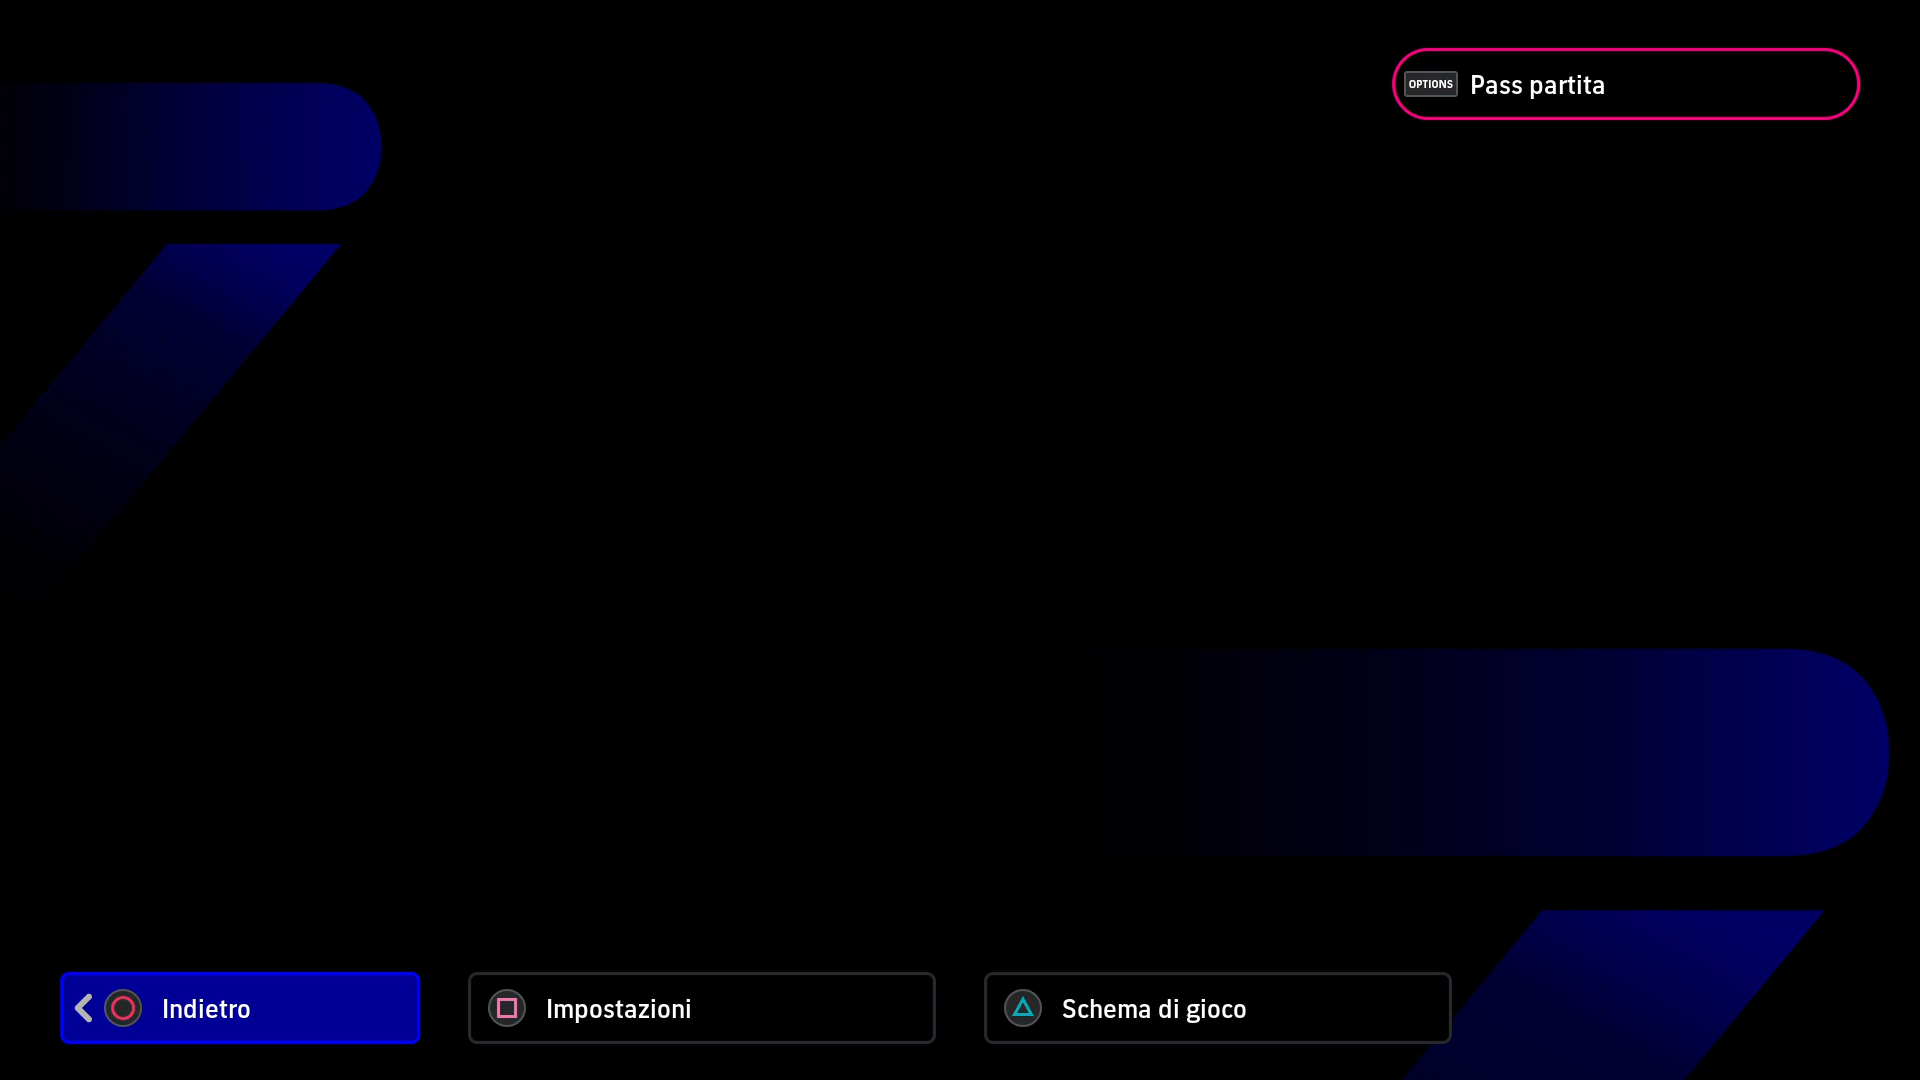 OPTIONS Pass partita
Indietro
Impostazioni
Schema di gioco